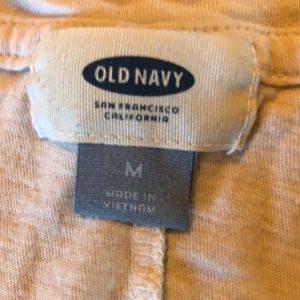 OLD NAVY
SAN FRANCISCO
CALIFORNIA
M
MADE IN
VIETNAM